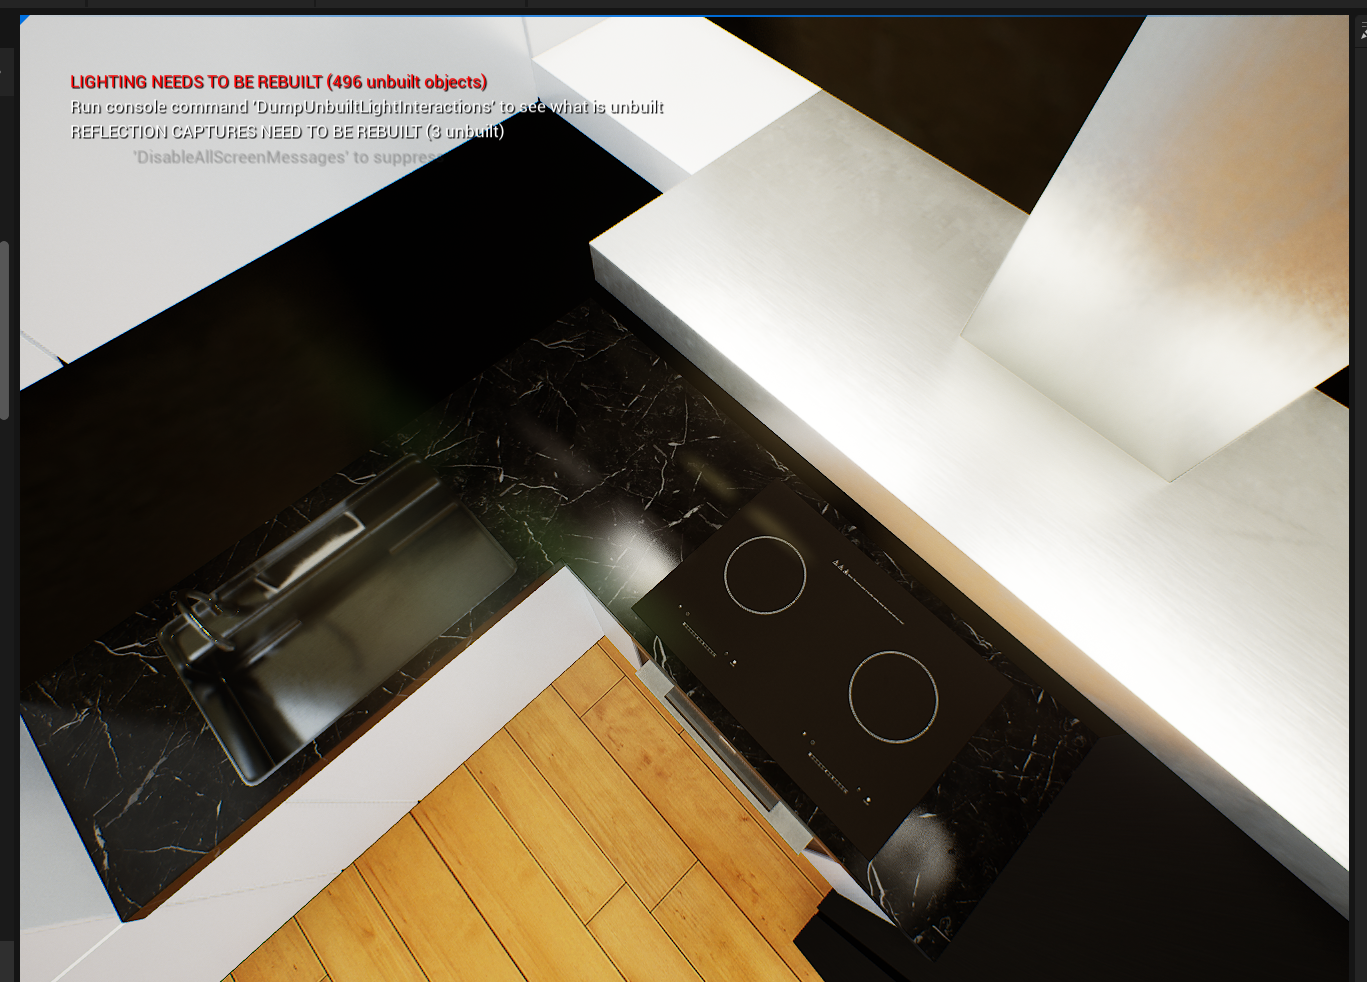 LIGHTING NEEDS TO BE REBUILT (496 unbuilt objects)
Run console command 'DumpUnbuiltLightInteractions' to see what is unbuilt
REFLECTION CAPTURES NEED TO BE REBUILT (3 unbuilt)
'DisableAllScreenMessages' to suppress